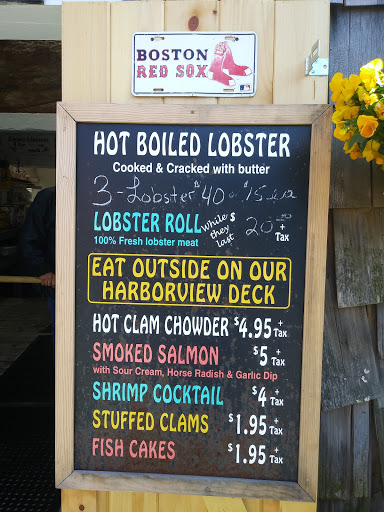 BOSTON
RED SOX
HOT BOILED LOBSTER
Cooked & Cracked with butter
3-Lobster $40 or $15 ea
LOBSTER ROLL while they last $20 + Tax
100% Fresh lobster meat
EAT OUTSIDE ON OUR
HARBORVIEW DECK
HOT CLAM CHOWDER $4.95 + Tax
SMOKED SALMON $5 + Tax
with Sour Cream, Horse Radish & Garlic Dip
SHRIMP COCKTAIL $4 + Tax
STUFFED CLAMS $1.95 + Tax
FISH CAKES $1.95 + Tax